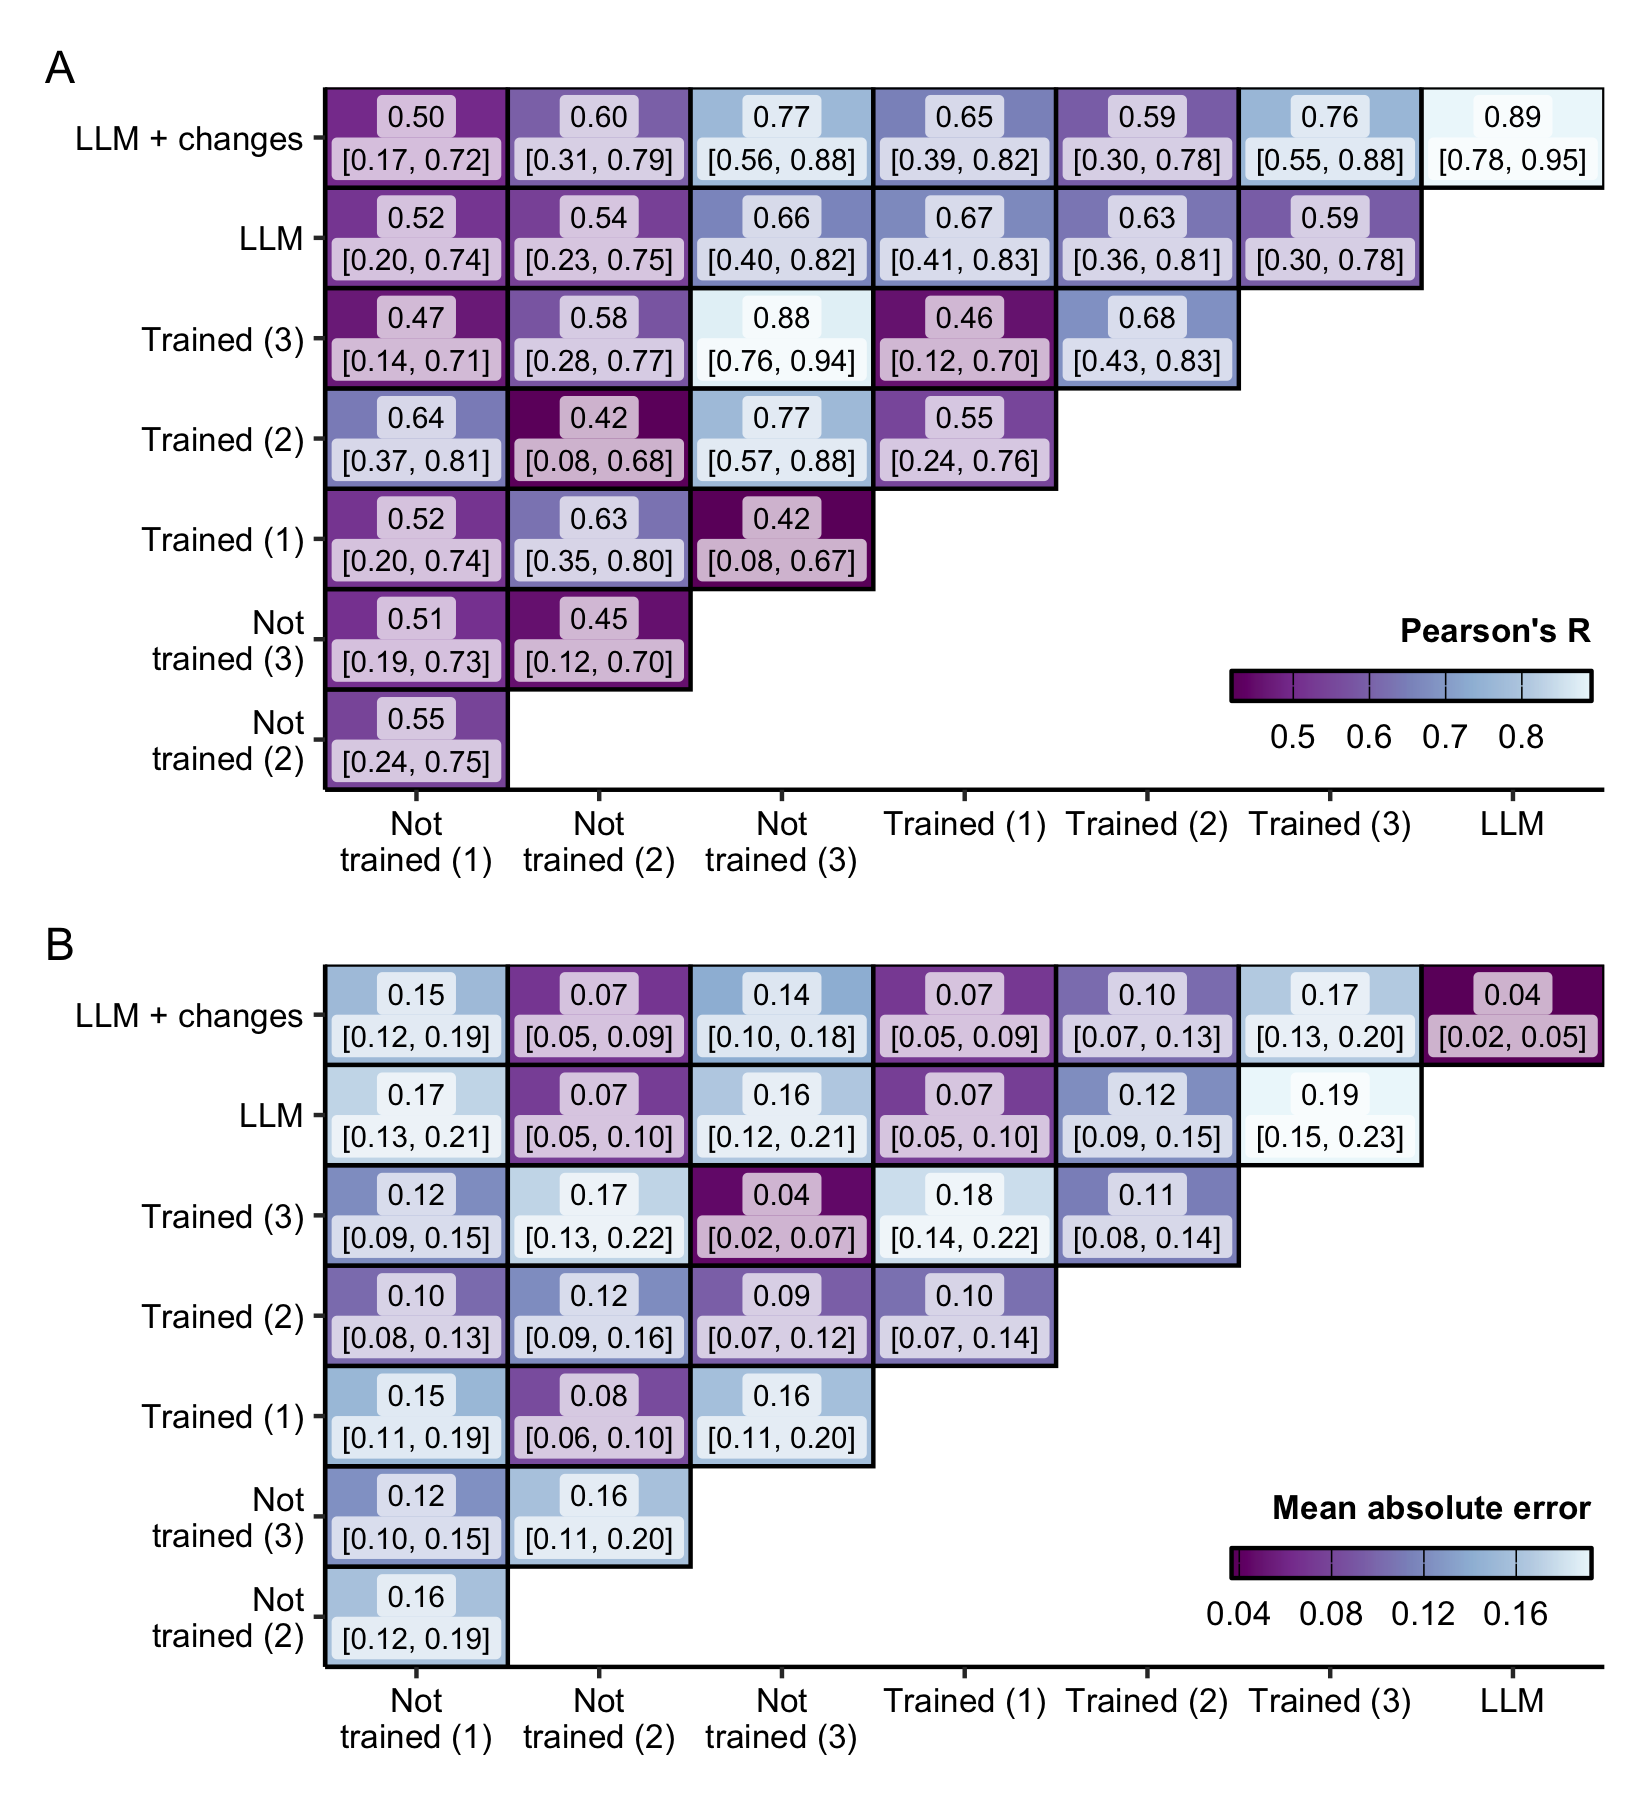 A
LLM + changes
0.50
0.60
0.77
0.65
0.59
0.76
0.89
[0.17, 0.72]
[0.31, 0.79]
[0.56, 0.88]
[0.39, 0.82]
[0.30, 0.78]
[0.55, 0.88]
[0.78, 0.95]
LLM
0.52
0.54
0.66
0.67
0.63
0.59
[0.20, 0.74]
[0.23, 0.75]
[0.40, 0.82]
[0.41, 0.83]
[0.36, 0.81]
[0.30, 0.78]
Trained (3)
0.47
0.58
0.88
0.46
0.68
[0.14, 0.71]
[0.28, 0.77]
[0.76, 0.94]
[0.12, 0.70]
[0.43, 0.83]
Trained (2)
0.64
0.42
0.77
0.55
[0.37, 0.81]
[0.08, 0.68]
[0.57, 0.88]
[0.24, 0.76]
Trained (1)
0.52
0.63
0.42
[0.20, 0.74]
[0.35, 0.80]
[0.08, 0.67]
Not
trained (3)
0.51
0.45
[0.19, 0.73]
[0.12, 0.70]
Not
trained (2)
0.55
[0.24, 0.75]
Pearson's R
0.5 0.6 0.7 0.8
Not
trained (1)
Not
trained (2)
Not
trained (3)
Trained (1)
Trained (2)
Trained (3)
LLM
B
LLM + changes
0.15
0.07
0.14
0.07
0.10
0.17
0.04
[0.12, 0.19]
[0.05, 0.09]
[0.10, 0.18]
[0.05, 0.09]
[0.07, 0.13]
[0.13, 0.20]
[0.02, 0.05]
LLM
0.17
0.07
0.16
0.07
0.12
0.19
[0.13, 0.21]
[0.05, 0.10]
[0.12, 0.21]
[0.05, 0.10]
[0.09, 0.15]
[0.15, 0.23]
Trained (3)
0.12
0.17
0.04
0.18
0.11
[0.09, 0.15]
[0.13, 0.22]
[0.02, 0.07]
[0.14, 0.22]
[0.08, 0.14]
Trained (2)
0.10
0.12
0.09
0.10
[0.08, 0.13]
[0.09, 0.16]
[0.07, 0.12]
[0.07, 0.14]
Trained (1)
0.15
0.08
0.16
[0.11, 0.19]
[0.06, 0.10]
[0.11, 0.20]
Not
trained (3)
0.12
0.16
[0.10, 0.15]
[0.11, 0.20]
Not
trained (2)
0.16
[0.12, 0.19]
Mean absolute error
0.04 0.08 0.12 0.16
Not
trained (1)
Not
trained (2)
Not
trained (3)
Trained (1)
Trained (2)
Trained (3)
LLM